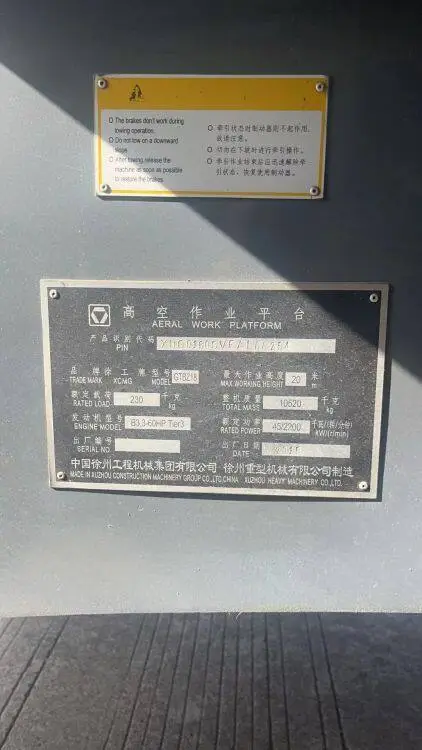 O The brakes don't work during
towing operation.
O Do not tow on a downward
slope.
O After towing,release the
machine as soon as possible
to restore the brakes.
O 牵引状态时制动器则不起作用,
故请注意。
O 切勿在下坡时进行牵引操作。
O 牵引作业结束后应迅速解除牵
引状态,恢复使用制动器。
高空作业平台
AERAL WORK PLATFORM
产品识别代码
PIN
品牌 徐工牌 型号 GTBZ18
TRADE MARK XCMG MODEL
最大作业高度 20 米
MAX.WORKING HEIGHT m
额定载荷 230 千克
RATED LOAD kg
整机质量 10520 千克
TOTAL MASS kg
发动机型号 B3.3-60HP Tier3
ENGINE MODEL
额定功率 45/2200 千瓦/(转/分钟)
RATED POWER kW/(r/min)
出厂编号
SERIAL NO.
出厂日期
DATE
中国徐州工程机械集团有限公司 徐州重型机械有限公司制造
MADE IN XUZHOU CONSTRUCTION MACHINERY GROUP CO.,LTD.CHINA XUZHOU HEAVY MACHINERY CO.,LTD.